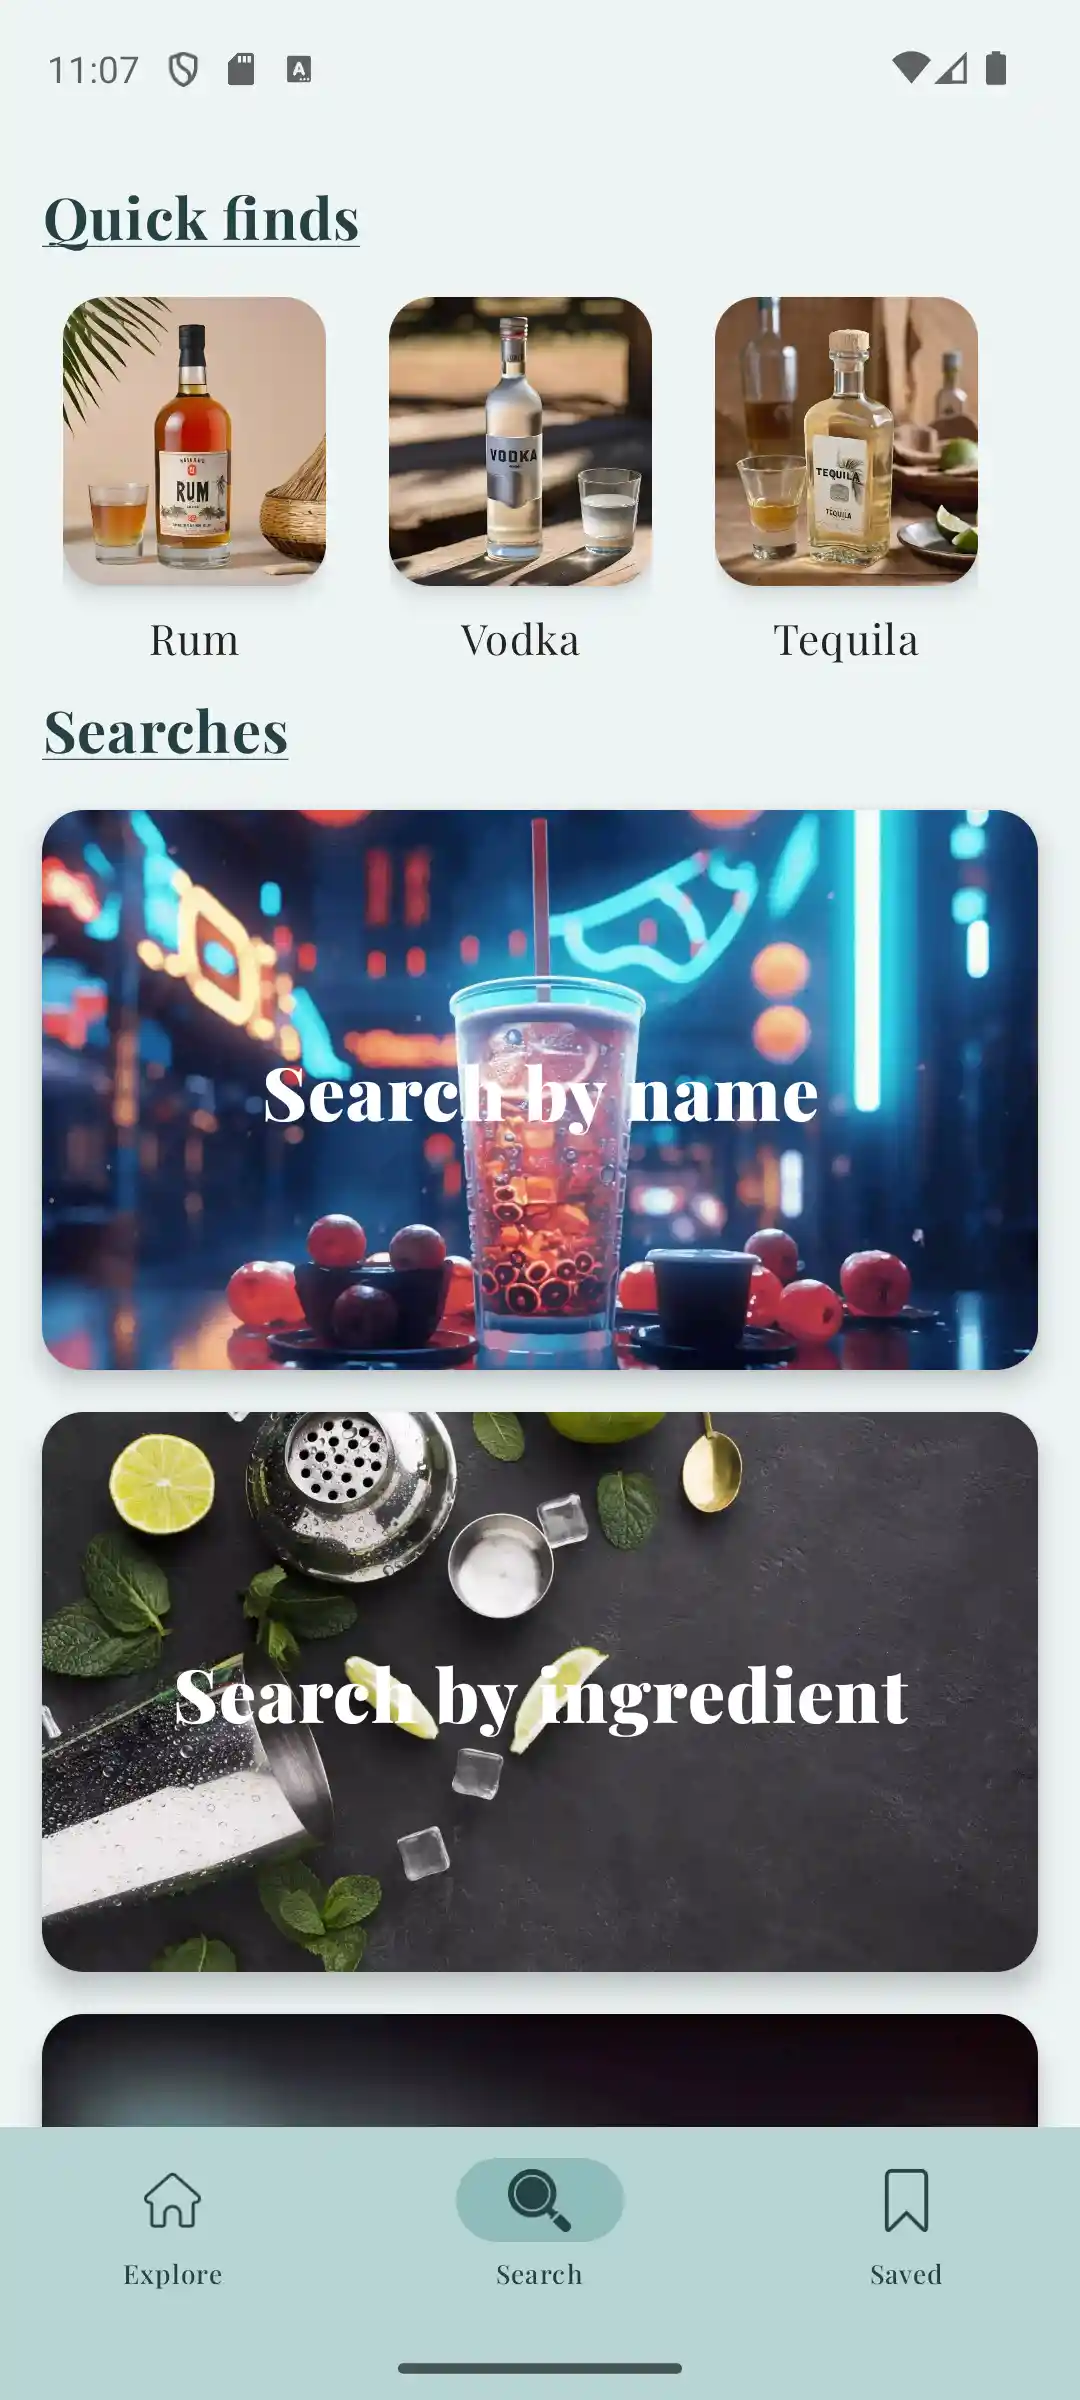 11:07
Quick finds
RUM
VODKA
TEQUILA
TEQUILA
Rum
Vodka
Tequila
Searches
Search by name
Search by ingredient
Explore
Search
Saved